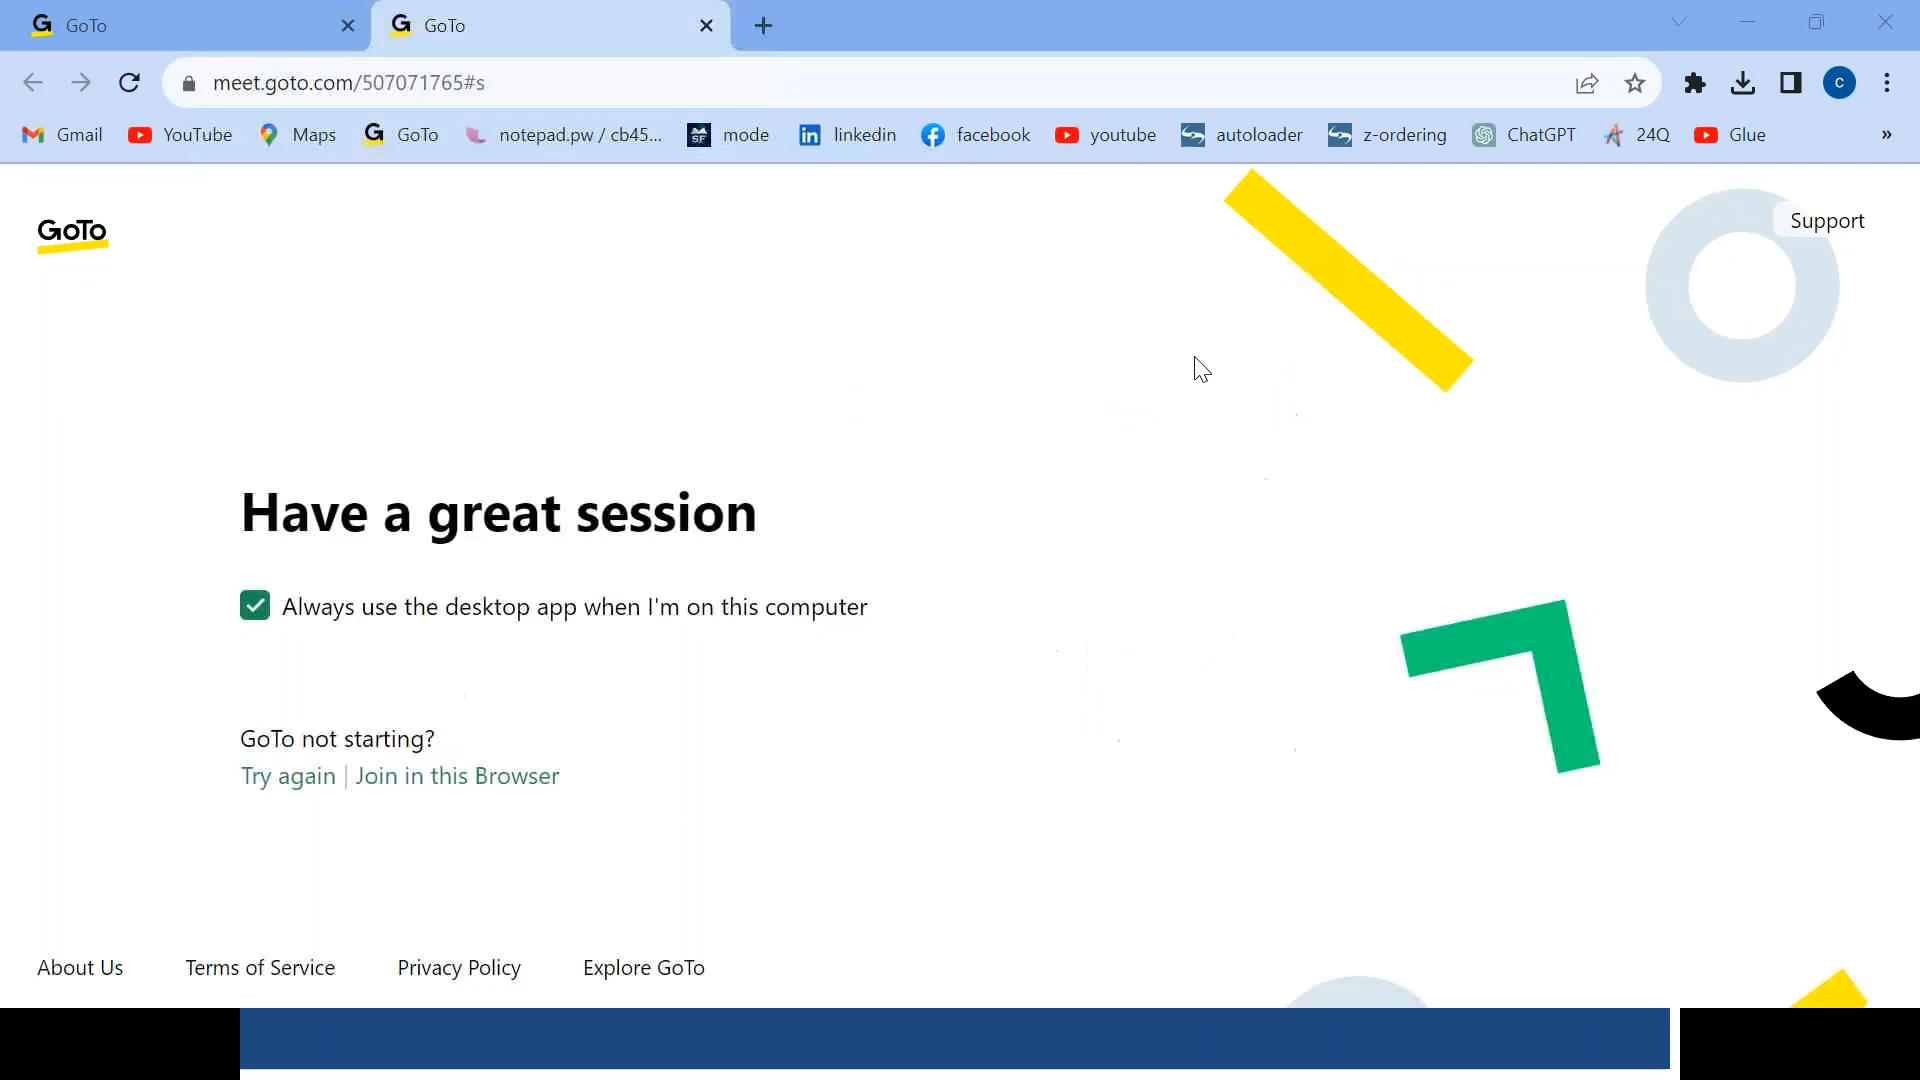 GoTo GoTo
meet.goto.com/507071765#s
C
Gmail YouTube Maps GoTo notepad.pw / cb45... mode linkedin facebook youtube autoloader z-ordering ChatGPT 24Q Glue »
GoTo Support
Have a great session
Always use the desktop app when I'm on this computer
GoTo not starting?
Try again | Join in this Browser
About Us Terms of Service Privacy Policy Explore GoTo